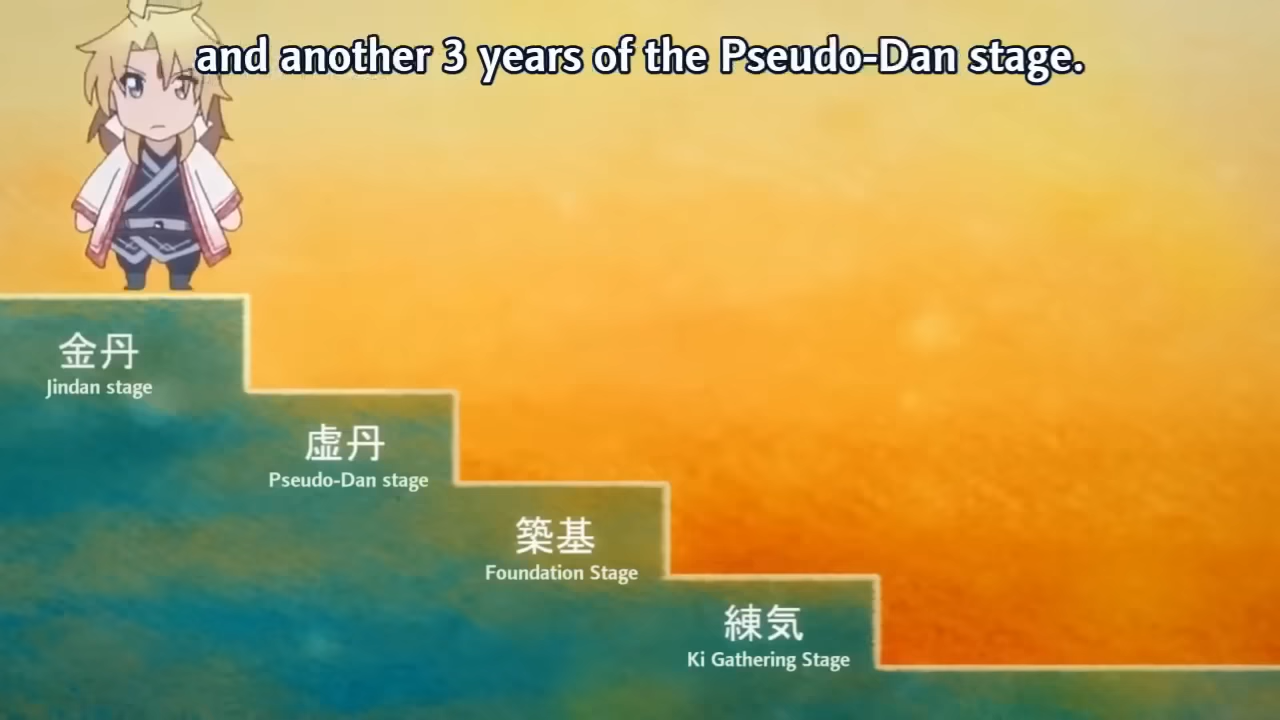 and another 3 years of the Pseudo-Dan stage.
金丹
Jindan stage
虚丹
Pseudo-Dan stage
築基
Foundation Stage
練気
Ki Gathering Stage